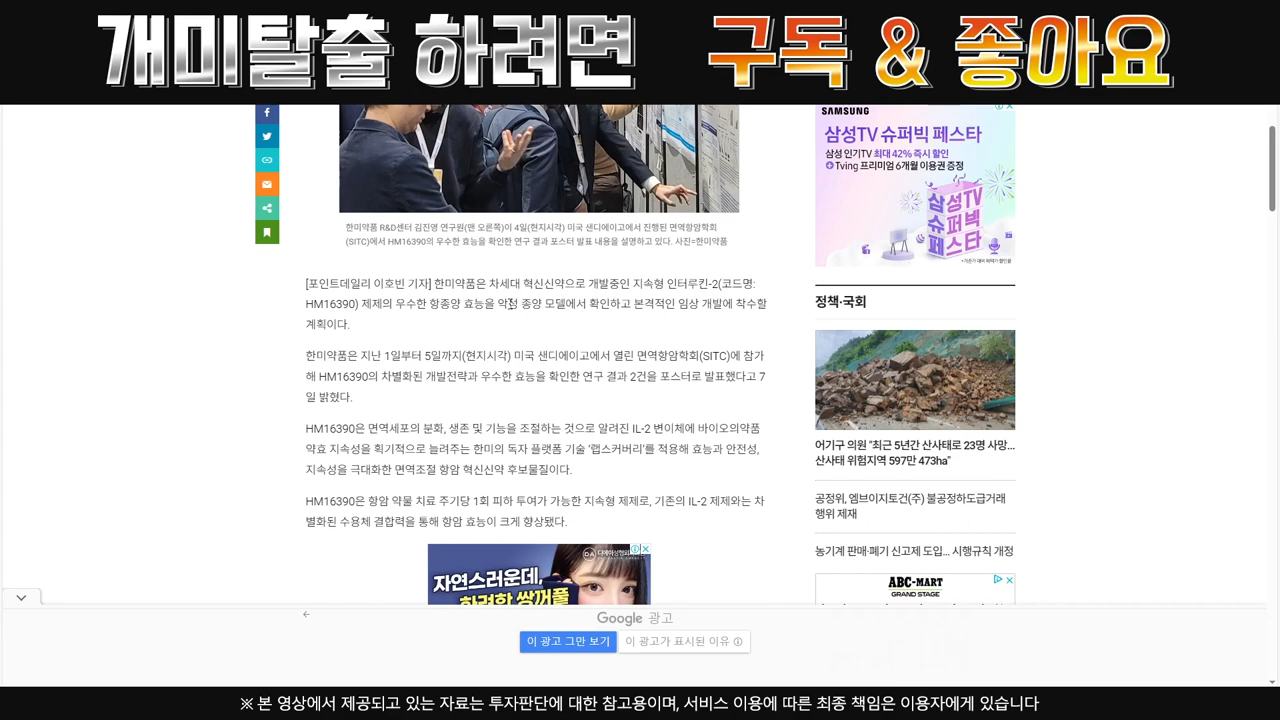 개미탈출 하려면 구독 & 좋아요
한미약품 R&D센터 김진영 연구원(맨 오른쪽)이 4일(현지시각) 미국 샌디에이고에서 진행된 면역항암학회
(SITC)에서 HM16390의 우수한 효능을 확인한 연구 결과 포스터 발표 내용을 설명하고 있다. 사진=한미약품
[포인트데일리 이호빈 기자] 한미약품은 차세대 혁신신약으로 개발중인 지속형 인터루킨-2(코드명:
HM16390) 제제의 우수한 항종양 효능을 악성 종양 모델에서 확인하고 본격적인 임상 개발에 착수할
계획이다.
한미약품은 지난 1일부터 5일까지(현지시각) 미국 샌디에이고에서 열린 면역항암학회(SITC)에 참가
해 HM16390의 차별화된 개발전략과 우수한 효능을 확인한 연구 결과 2건을 포스터로 발표했다고 7
일 밝혔다.
HM16390은 면역세포의 분화, 생존 및 기능을 조절하는 것으로 알려진 IL-2 변이체에 바이오의약품
약효 지속성을 획기적으로 늘려주는 한미의 독자 플랫폼 기술 '랩스커버리'를 적용해 효능과 안전성,
지속성을 극대화한 면역조절 항암 혁신신약 후보물질이다.
HM16390은 항암 약물 치료 주기당 1회 피하 투여가 가능한 지속형 제제로, 기존의 IL-2 제제와는 차
별화된 수용체 결합력을 통해 항암 효능이 크게 향상됐다.
자연스러운데,
화려한 쌍꺼풀
SAMSUNG
삼성TV 슈퍼빅 페스타
삼성 인기TV 최대 42% 즉시 할인
Tving 프리미엄 6개월 이용권 증정
삼성TV
슈퍼빅
페스타
정책·국회
어기구 의원 "최근 5년간 산사태로 23명 사망...
산사태 위험지역 597만 473ha"
공정위, 엠브이지토건(주) 불공정하도급거래
행위 제재
농기계 판매·폐기 신고제 도입... 시행규칙 개정
ABC-MART
GRAND STAGE
Google 광고
이 광고 그만 보기
이 광고가 표시된 이유
※ 본 영상에서 제공되고 있는 자료는 투자판단에 대한 참고용이며, 서비스 이용에 따른 최종 책임은 이용자에게 있습니다